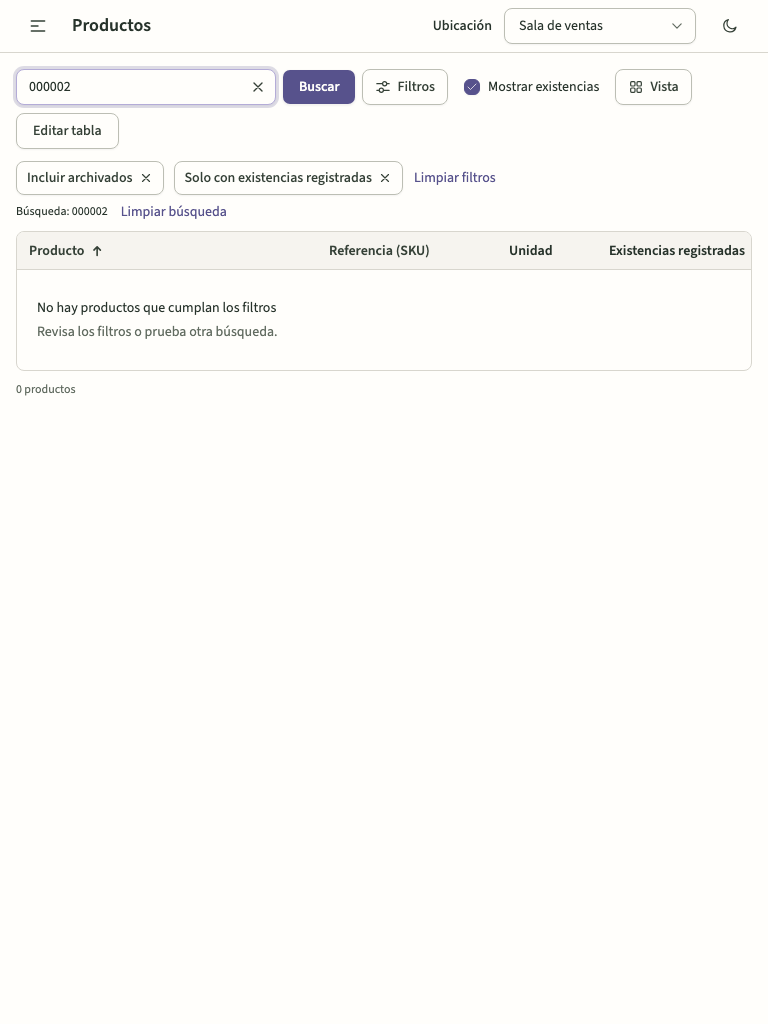 Productos
Ubicación
Sala de ventas
000002
Buscar
Filtros
Mostrar existencias
Vista
Editar tabla
Incluir archivados
Solo con existencias registradas
Limpiar filtros
Búsqueda: 000002
Limpiar búsqueda
Producto
Referencia (SKU)
Unidad
Existencias registradas
No hay productos que cumplan los filtros
Revisa los filtros o prueba otra búsqueda.
0 productos